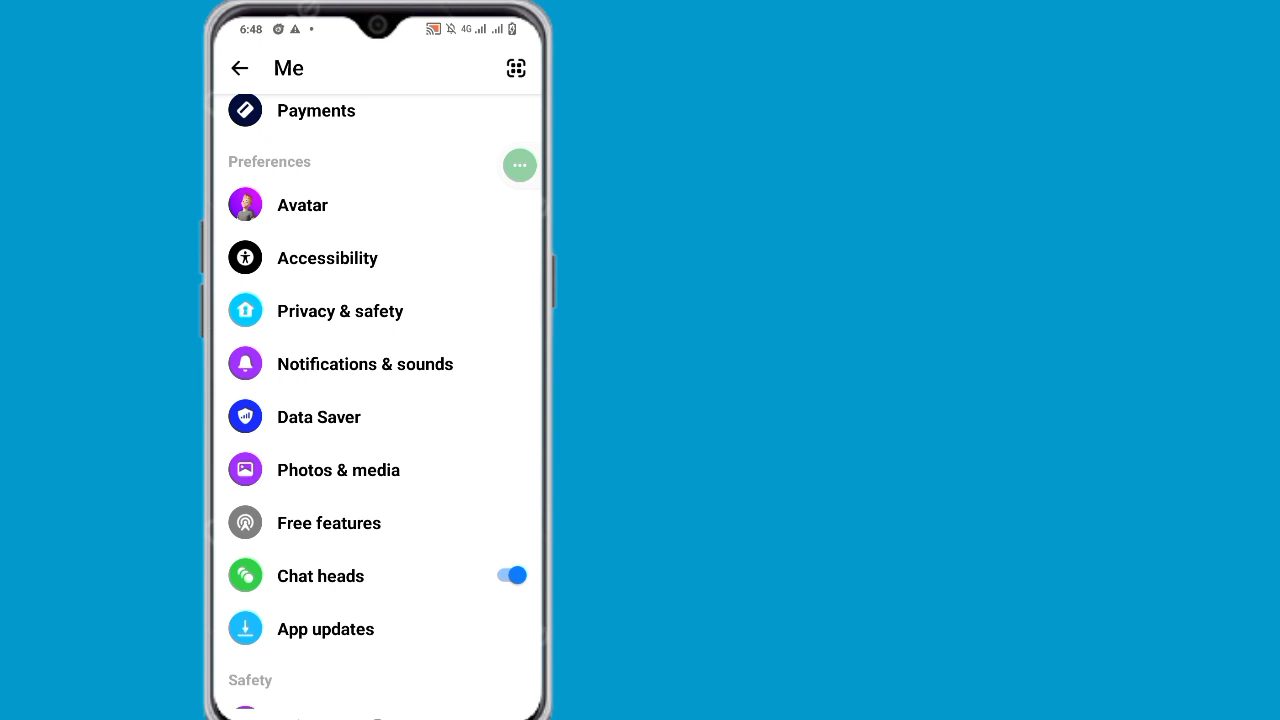 6:48 4G
Me
Payments
Preferences
Avatar
Accessibility
Privacy & safety
Notifications & sounds
Data Saver
Photos & media
Free features
Chat heads
App updates
Safety